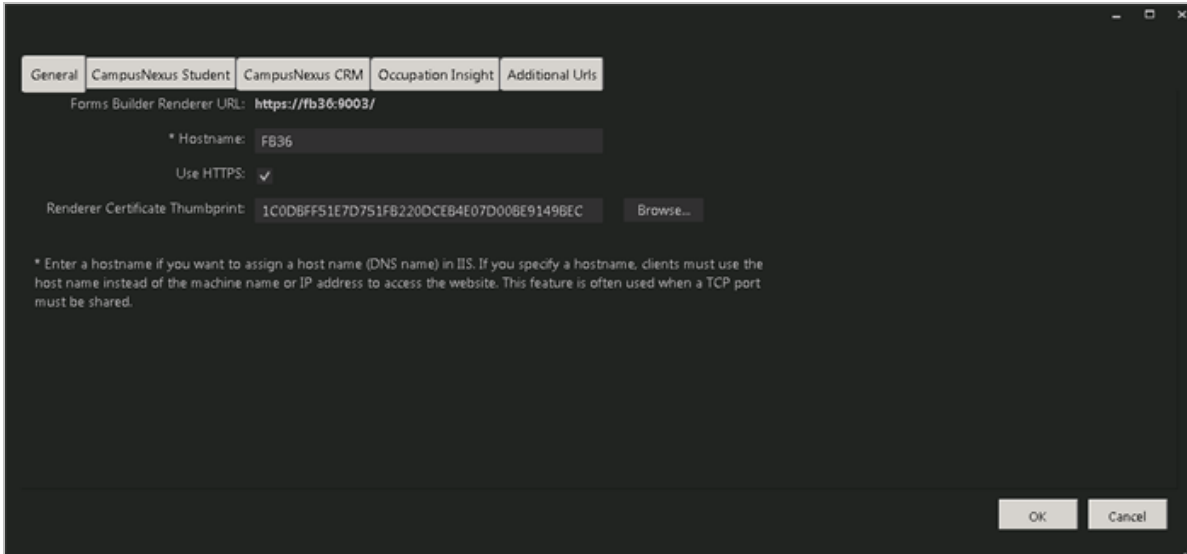 General CampusNexus Student CampusNexus CRM Occupation Insight Additional Urls
Forms Builder Renderer URL: https://fb36:9003/
* Hostname: FB36
Use HTTPS:
Renderer Certificate Thumbprint: 1C0DBFF51E7D751FB220DCEB4E07D00BE9149BEC Browse...
* Enter a hostname if you want to assign a host name (DNS name) in IIS. If you specify a hostname, clients must use the
host name instead of the machine name or IP address to access the website. This feature is often used when a TCP port
must be shared.
OK Cancel